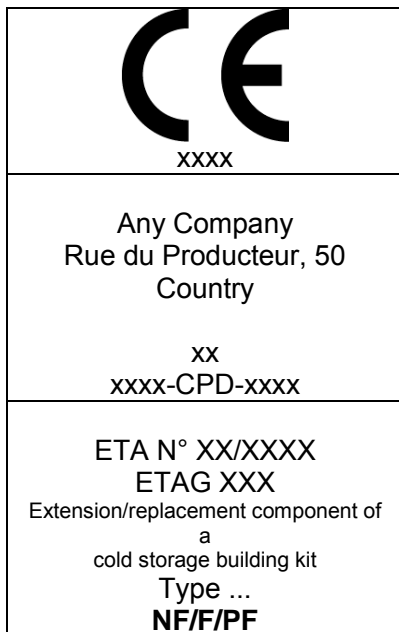 CE
xxxx
Any Company
Rue du Producteur, 50
Country
xx
xxxx-CPD-xxxx
ETA N° XX/XXXX
ETAG XXX
Extension/replacement component of
a
cold storage building kit
Type ...
NF/F/PF